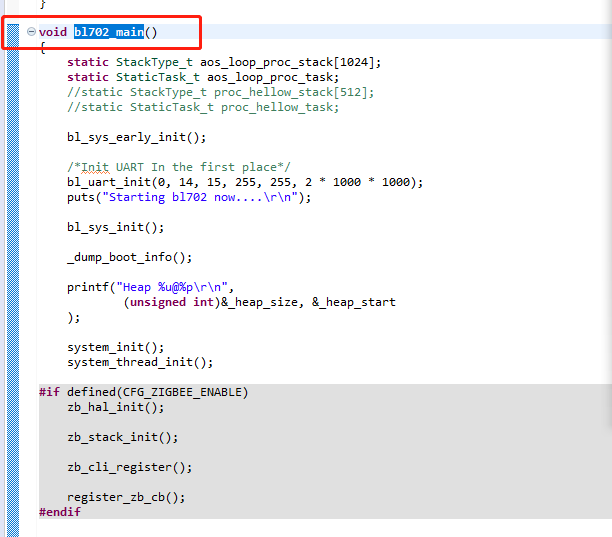 }
void bl702_main()
{
static StackType_t aos_loop_proc_stack[1024];
static StaticTask_t aos_loop_proc_task;
//static StackType_t proc_hellow_stack[512];
//static StaticTask_t proc_hellow_task;
bl_sys_early_init();
/*Init UART In the first place*/
bl_uart_init(0, 14, 15, 255, 255, 2 * 1000 * 1000);
puts("Starting bl702 now....\r\n");
bl_sys_init();
_dump_boot_info();
printf("Heap %u@%p\r\n",
(unsigned int)&_heap_size, &_heap_start
);
system_init();
system_thread_init();
#if defined(CFG_ZIGBEE_ENABLE)
zb_hal_init();
zb_stack_init();
zb_cli_register();
register_zb_cb();
#endif